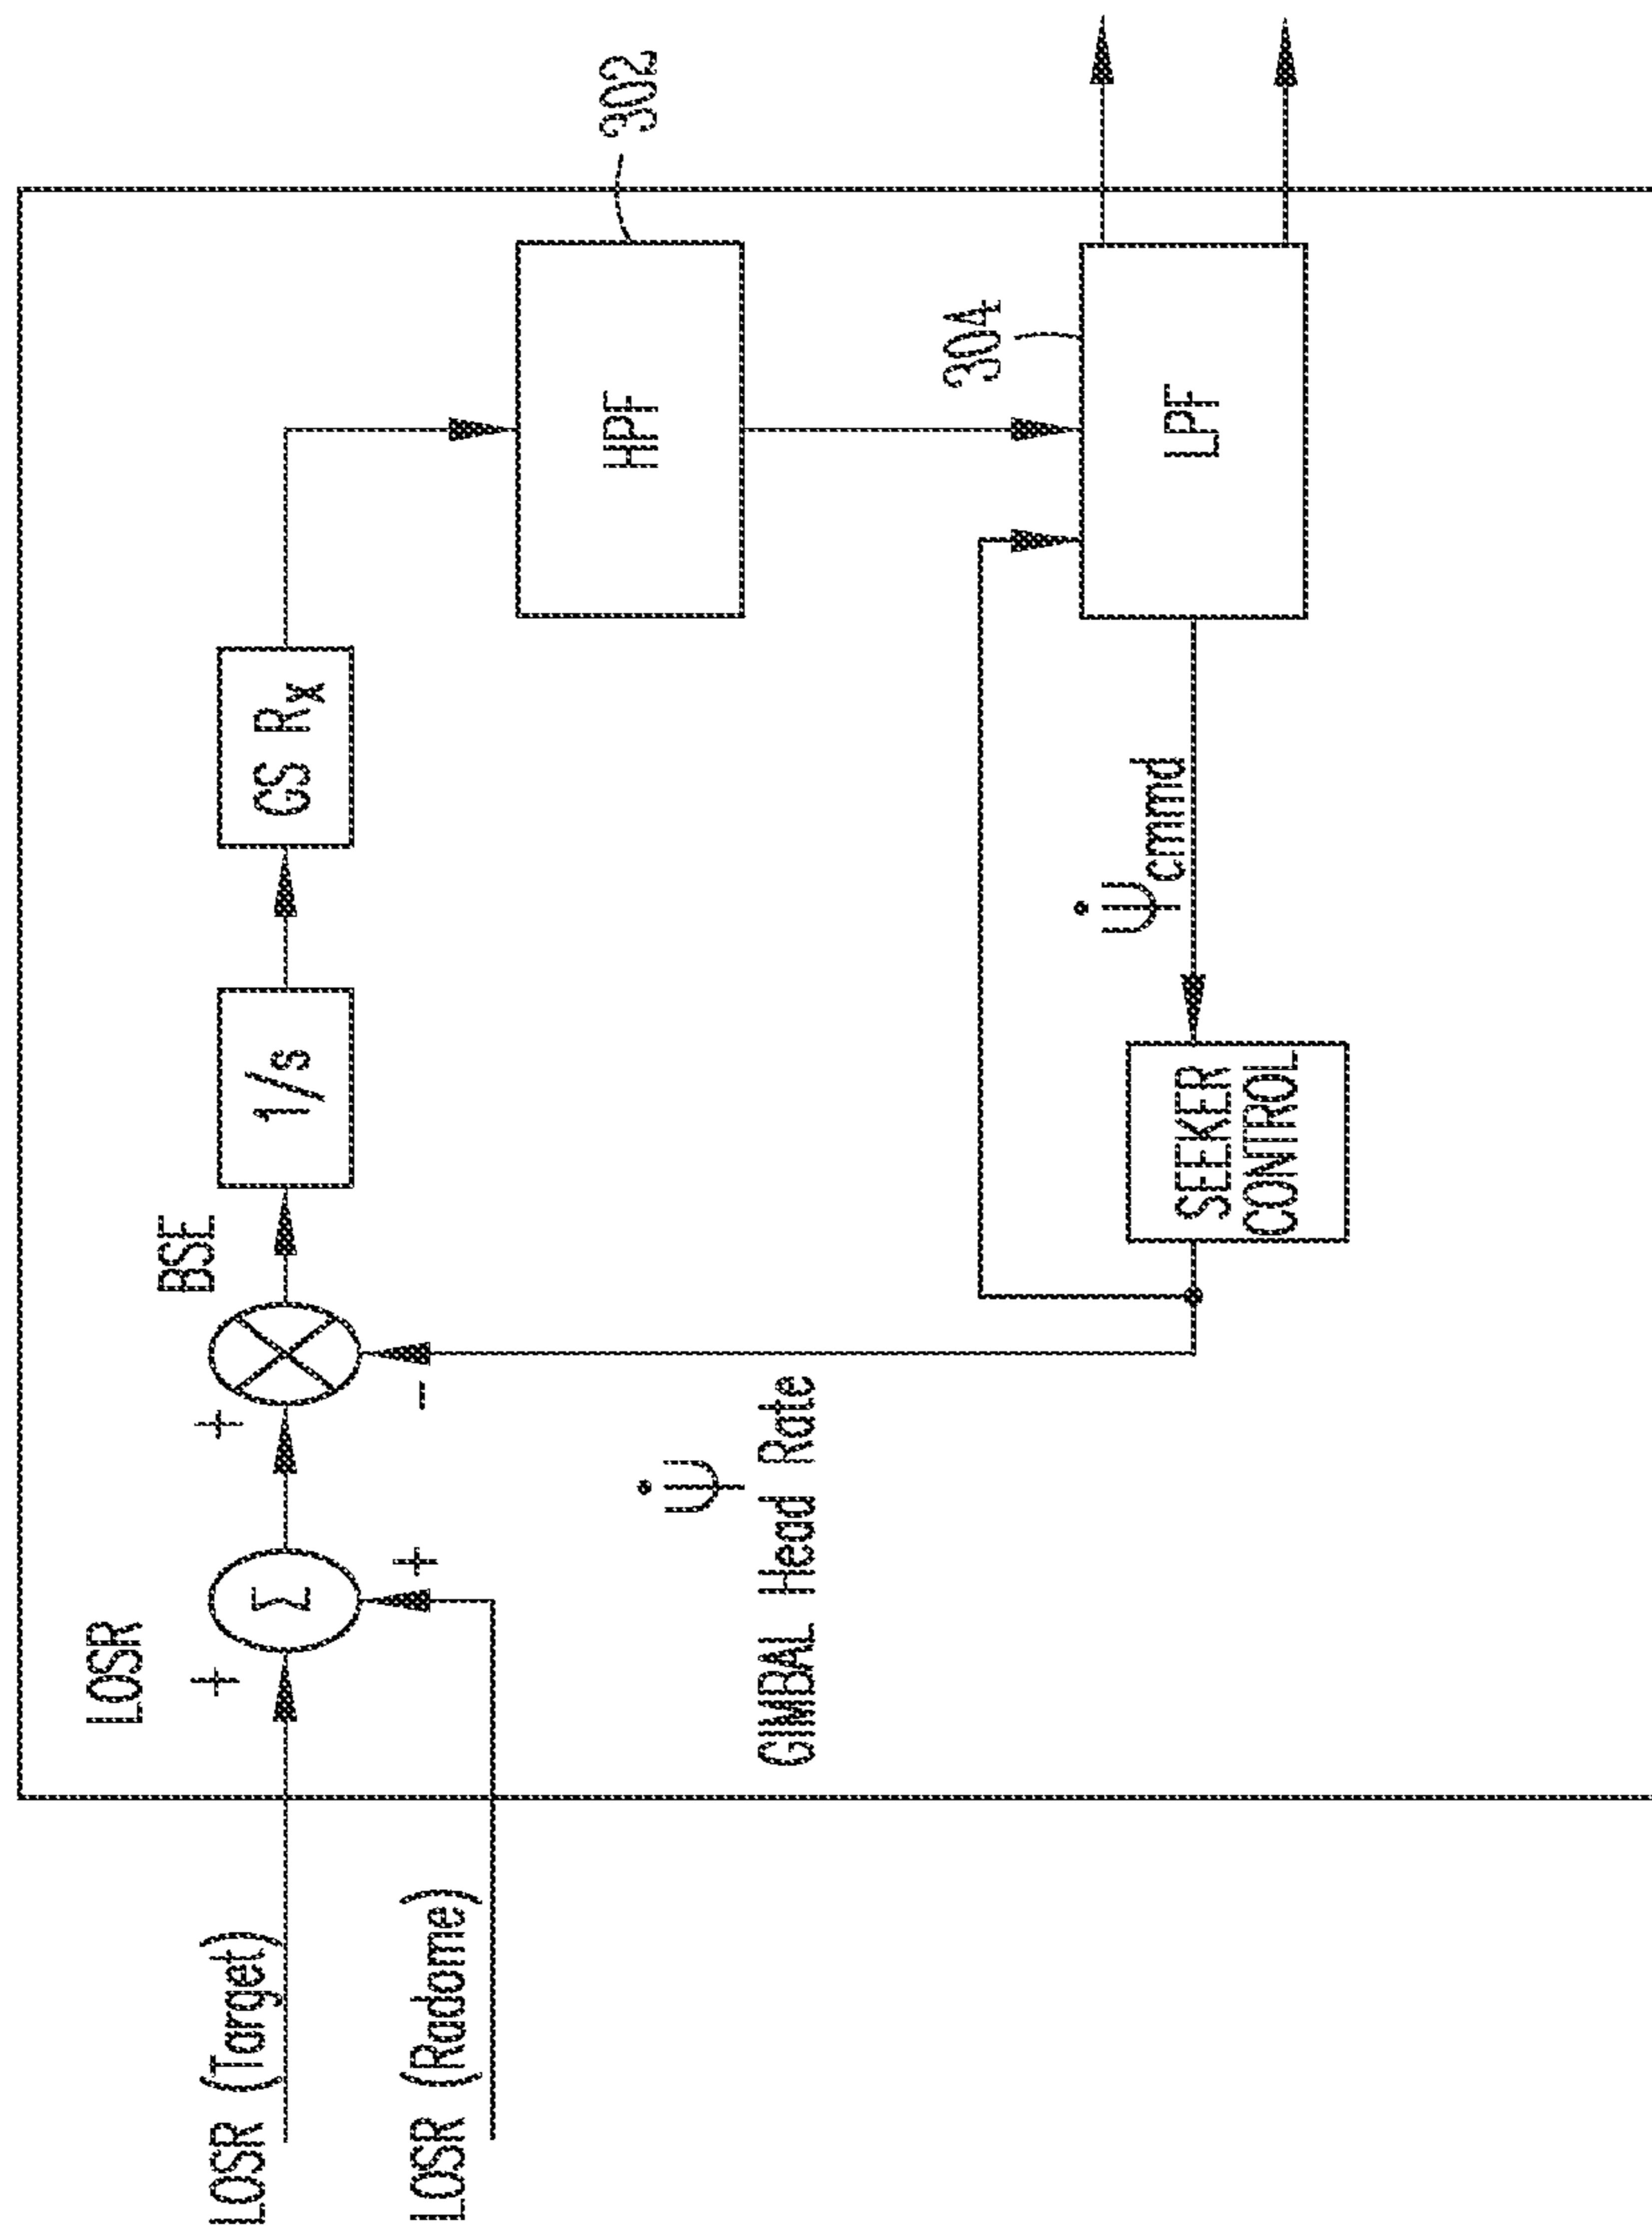 LOSR (Target)
LOSR (Radome)
LOSR
+
Σ
+
+
BSE
-
1/s
GS Rx
HPF
302
304
LPF
ψ̇cmmd
SEEKER
CONTROL
ψ̇
GIMBAL Head Rate